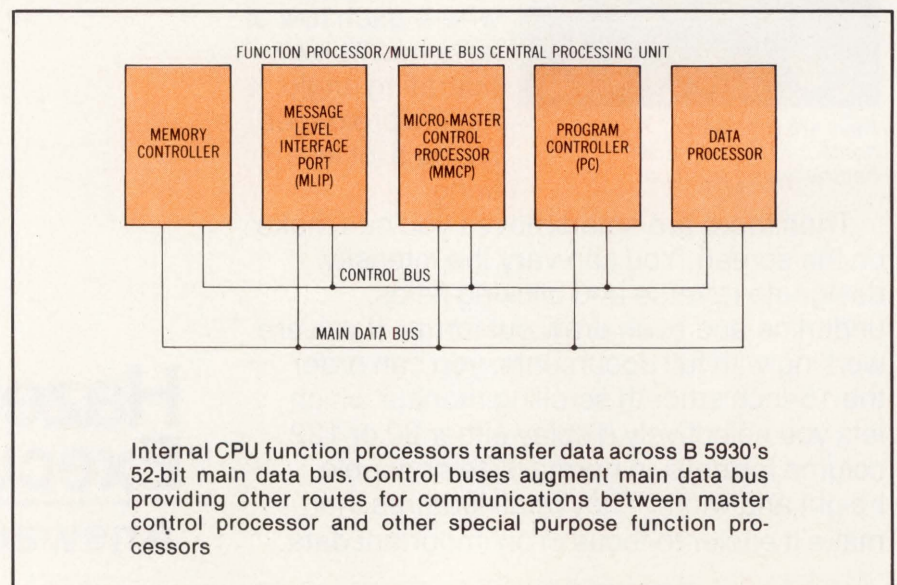 FUNCTION PROCESSOR/MULTIPLE BUS CENTRAL PROCESSING UNIT
MEMORY
CONTROLLER
MESSAGE
LEVEL
INTERFACE
PORT
(MLIP)
MICRO-MASTER
CONTROL
PROCESSOR
(MMCP)
PROGRAM
CONTROLLER
(PC)
DATA
PROCESSOR
CONTROL BUS
MAIN DATA BUS
Internal CPU function processors transfer data across B 5930's
52-bit main data bus. Control buses augment main data bus
providing other routes for communications between master
control processor and other special purpose function pro-
cessors